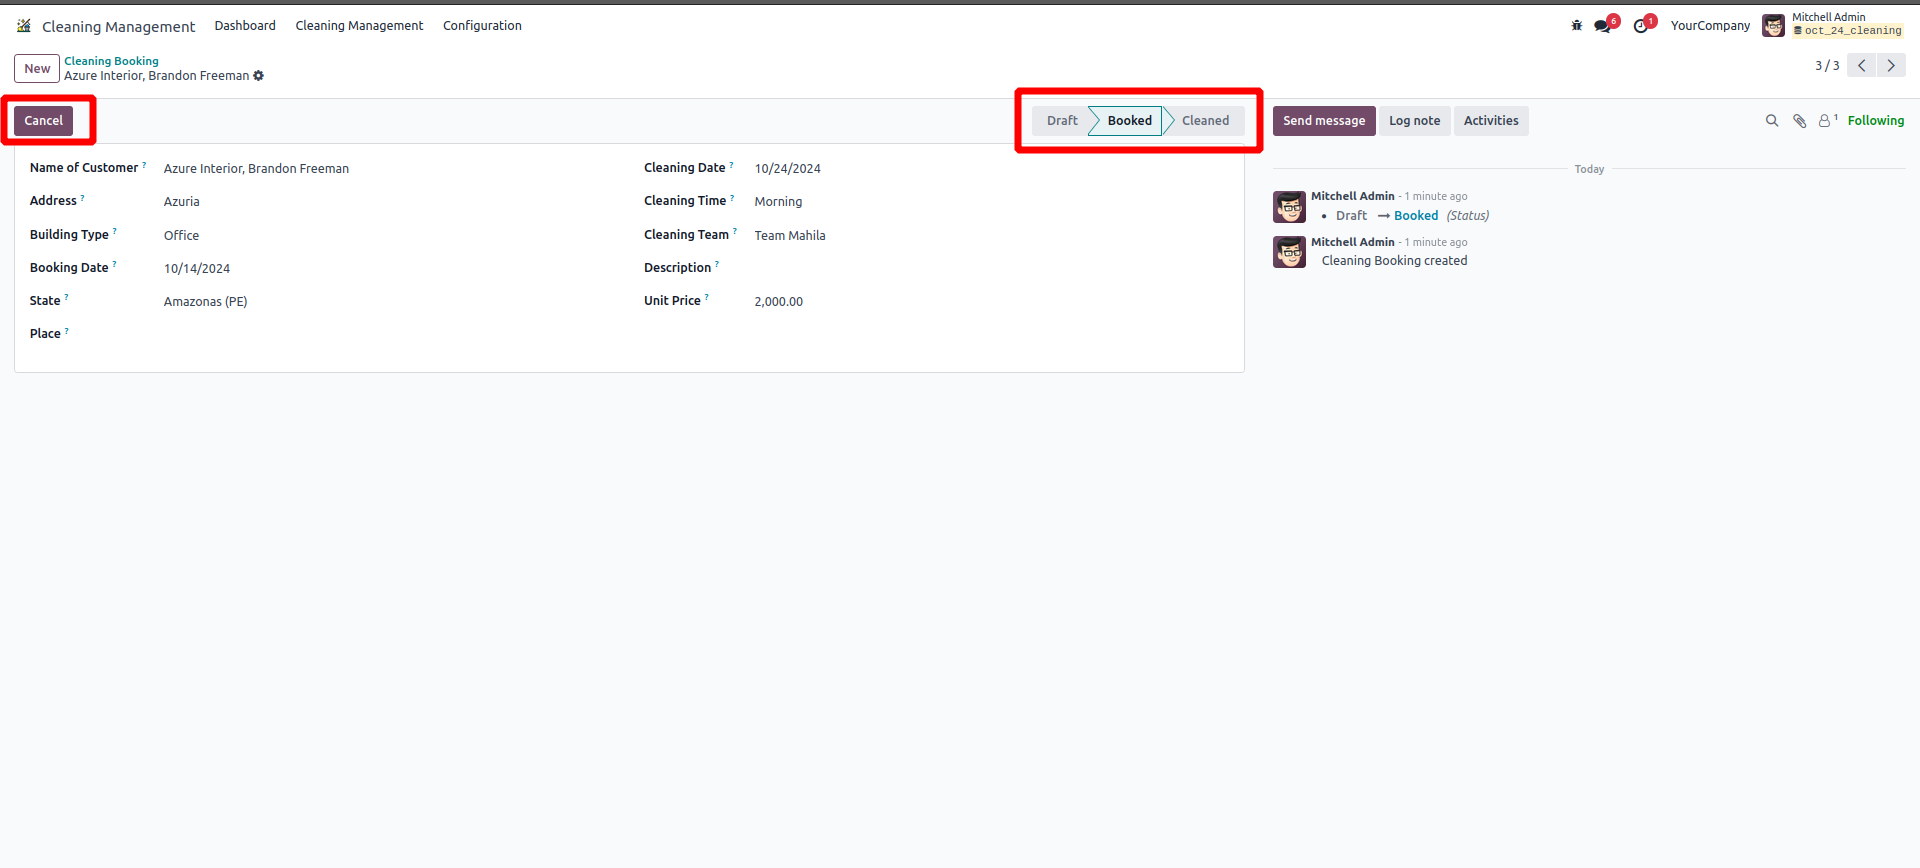 Cleaning Management Dashboard Cleaning Management Configuration 6 1 YourCompany Mitchell Admin
oct_24_cleaning
New Cleaning Booking
Azure Interior, Brandon Freeman 3 / 3
Cancel Draft Booked Cleaned Send message Log note Activities 1 Following
Name of Customer ? Azure Interior, Brandon Freeman
Address ? Azuria
Building Type ? Office
Booking Date ? 10/14/2024
State ? Amazonas (PE)
Place ?
Cleaning Date ? 10/24/2024
Cleaning Time ? Morning
Cleaning Team ? Team Mahila
Description ?
Unit Price ? 2,000.00
Today
Mitchell Admin - 1 minute ago
• Draft → Booked (Status)
Mitchell Admin - 1 minute ago
Cleaning Booking created